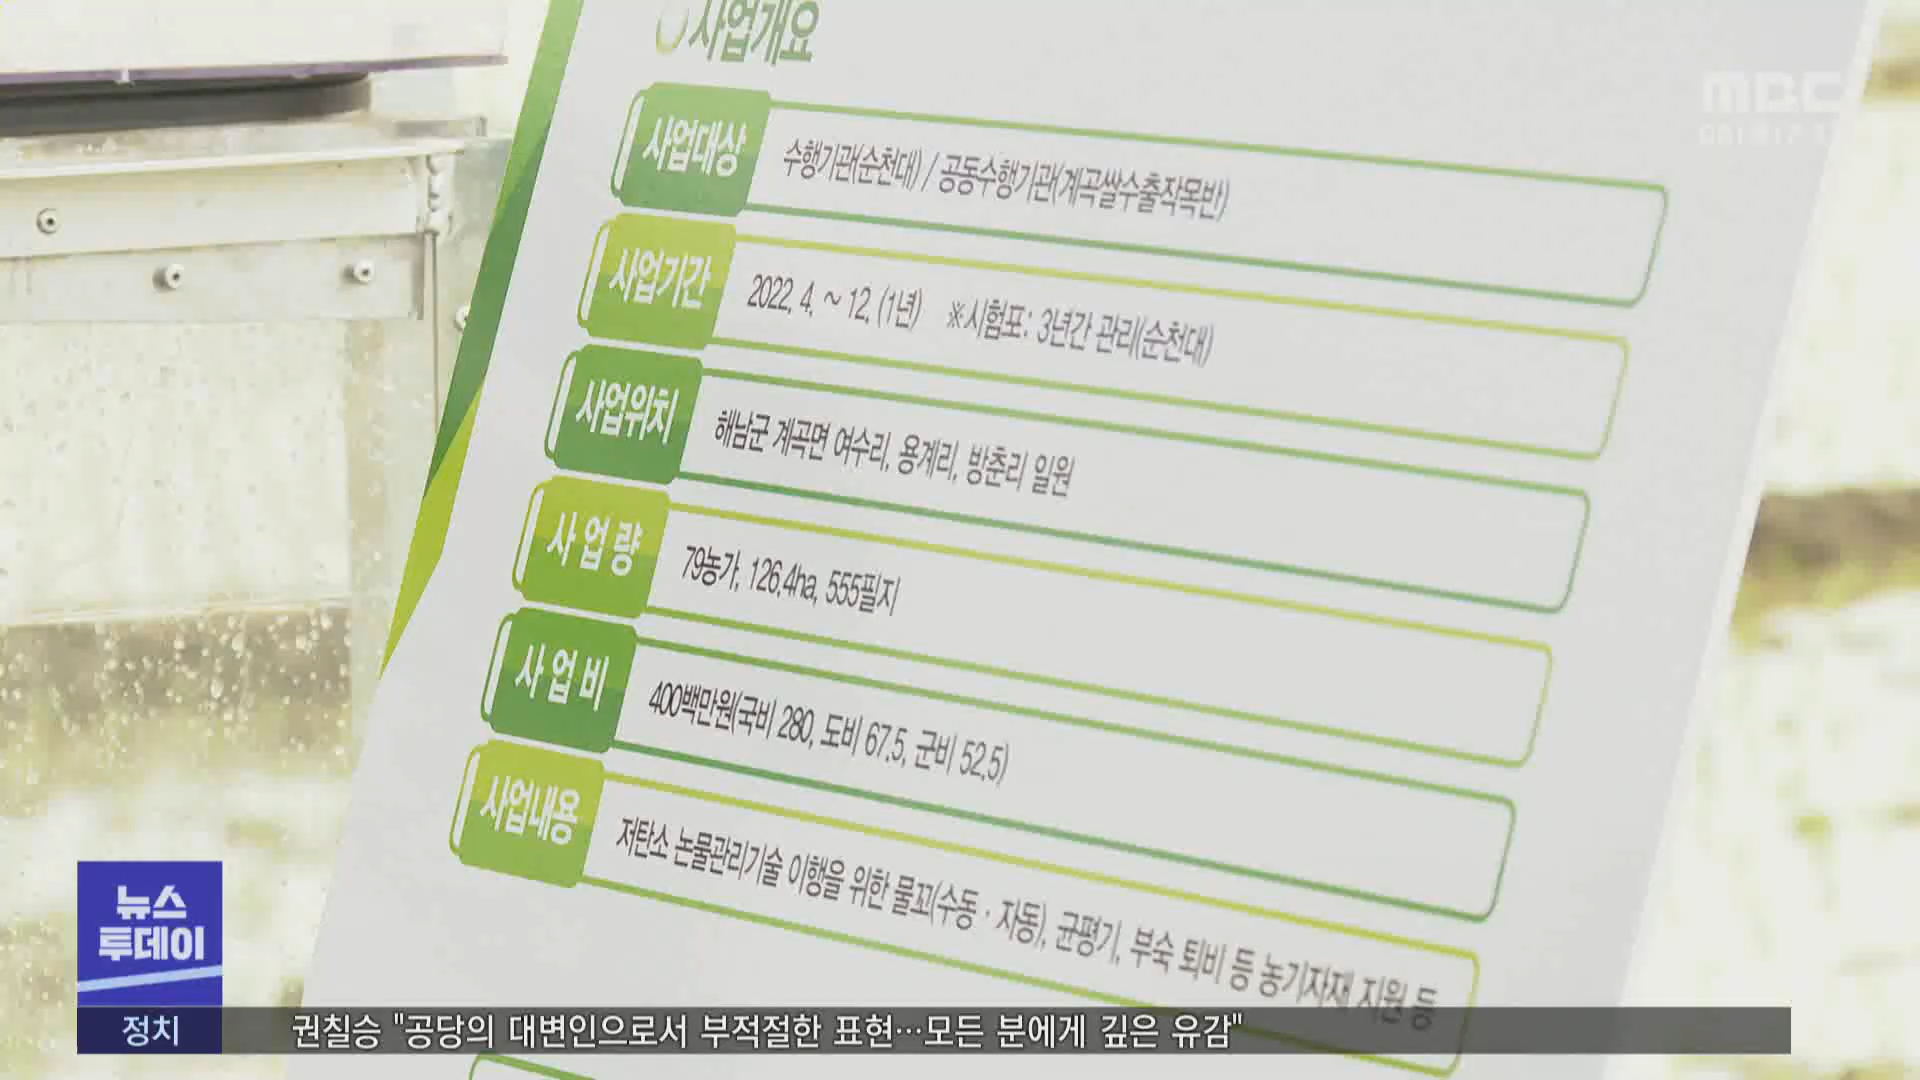 사업개요
MBC
사업대상
수행기관(순천대) / 공동수행기관(계곡쌀수출작목반)
사업기간
2022. 4. ~ 12. (1년) ※시험포: 3년간 관리(순천대)
사업위치
해남군 계곡면 여수리, 용계리, 방춘리 일원
사 업 량
79농가, 126.4ha, 555필지
사 업 비
400백만원(국비 280, 도비 67.5, 군비 52.5)
사업내용
저탄소 논물관리기술 이행을 위한 물꼬(수동·자동), 균평기, 부숙 퇴비 등 농기자재 지원 등
뉴스
투데이
정치
권칠승 "공당의 대변인으로서 부적절한 표현…모든 분에게 깊은 유감"